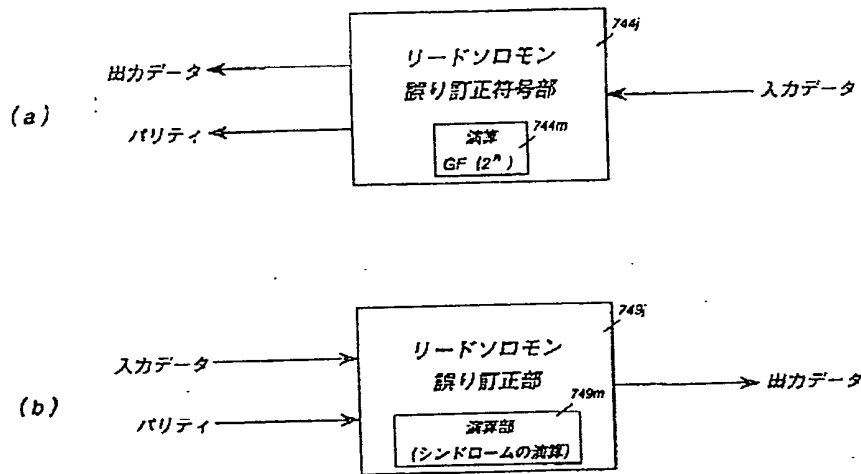 (a)
744j
リードソロモン
誤り訂正符号部
出力データ
パリティ
入力データ
744m
演算
GF (2ⁿ)
(b)
749j
リードソロモン
誤り訂正部
入力データ
パリティ
出力データ
749m
演算部
(シンドロームの演算)